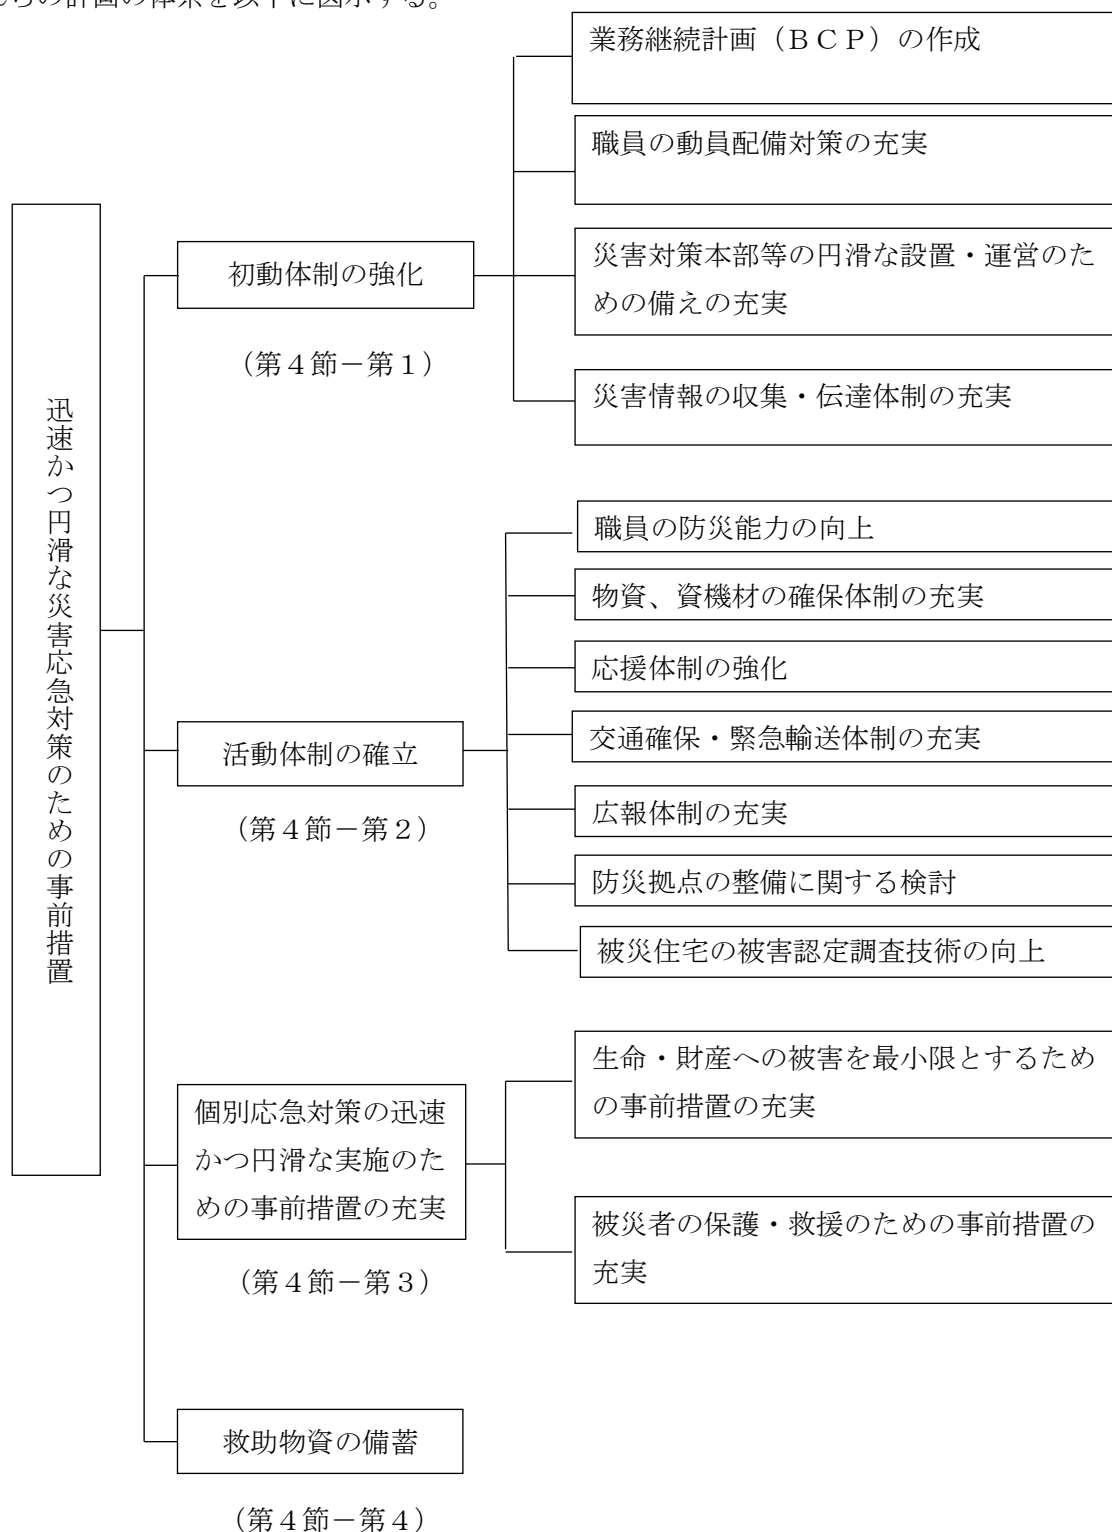 の計画の体系を以下に図示する。
迅速かつ円滑な災害応急対策のための事前措置
初動体制の強化
（第４節－第１）
業務継続計画（ＢＣＰ）の作成
職員の動員配備対策の充実
災害対策本部等の円滑な設置・運営のた
めの備えの充実
災害情報の収集・伝達体制の充実
活動体制の確立
（第４節－第２）
職員の防災能力の向上
物資、資機材の確保体制の充実
応援体制の強化
交通確保・緊急輸送体制の充実
広報体制の充実
防災拠点の整備に関する検討
被災住宅の被害認定調査技術の向上
個別応急対策の迅速
かつ円滑な実施のた
めの事前措置の充実
（第４節－第３）
生命・財産への被害を最小限とするため
の事前措置の充実
被災者の保護・救援のための事前措置の
充実
救助物資の備蓄
（第４節－第４）